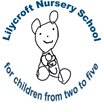 Lilycroft Nursery School
for children from two to five